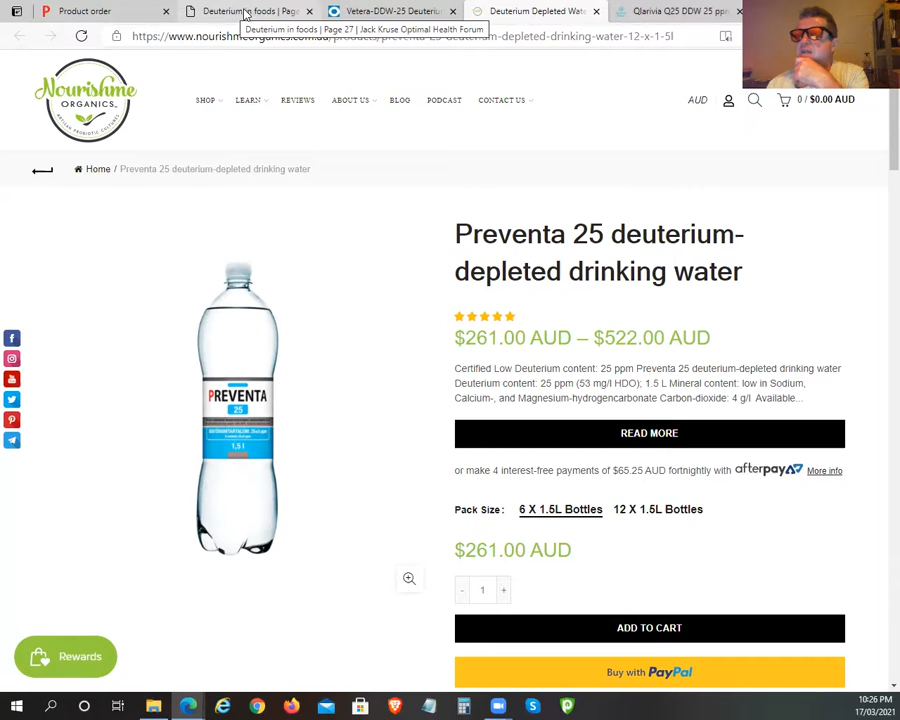 Product order
Deuterium in foods | Page
Vetera-DDW-25 Deuterium
Deuterium Depleted Wate
Qlarivia Q25 DDW 25 ppm
Deuterium in foods | Page 27 | Jack Kruse Optimal Health Forum
https://www.nourishmeorganics.com.au/products/preventa-25-deuterium-depleted-drinking-water-12-x-1-5l
Nourishme
ORGANICS
ARTISAN PROBIOTIC CULTURES
SHOP
LEARN
REVIEWS
ABOUT US
BLOG
PODCAST
CONTACT US
AUD
0 / $0.00 AUD
Home / Preventa 25 deuterium-depleted drinking water
Preventa 25 deuterium-
depleted drinking water
$261.00 AUD – $522.00 AUD
Certified Low Deuterium content: 25 ppm Preventa 25 deuterium-depleted drinking water
Deuterium content: 25 ppm (53 mg/l HDO); 1.5 L Mineral content: low in Sodium,
Calcium-, and Magnesium-hydrogencarbonate Carbon-dioxide: 4 g/l Available...
READ MORE
or make 4 interest-free payments of $65.25 AUD fortnightly with afterpay More info
Pack Size: 6 X 1.5L Bottles 12 X 1.5L Bottles
$261.00 AUD
- 1 +
ADD TO CART
Buy with PayPal
PREVENTA
25
1,5 l
Rewards
10:26 PM
17/03/2021